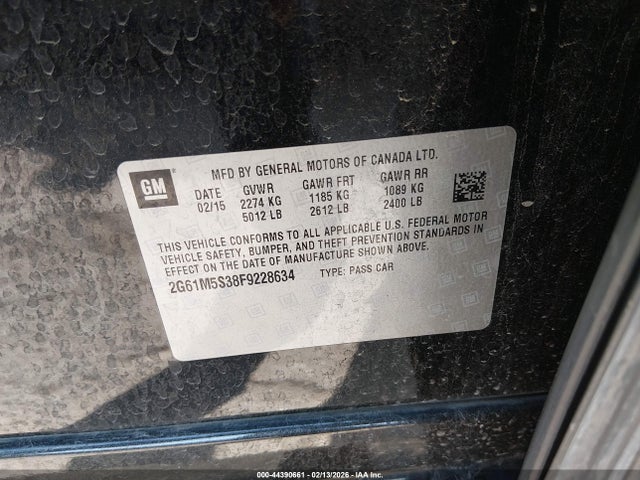 GM
MFD BY GENERAL MOTORS OF CANADA LTD.
DATE GVWR GAWR FRT GAWR RR
02/15 2274 KG 1185 KG 1089 KG
5012 LB 2612 LB 2400 LB
THIS VEHICLE CONFORMS TO ALL APPLICABLE U.S. FEDERAL MOTOR
VEHICLE SAFETY, BUMPER, AND THEFT PREVENTION STANDARDS IN
EFFECT ON THE DATE OF MANUFACTURE SHOWN ABOVE.
2G61M5S38F9228634 TYPE: PASS CAR
000-44390661 - 02/13/2026 - IAA Inc.